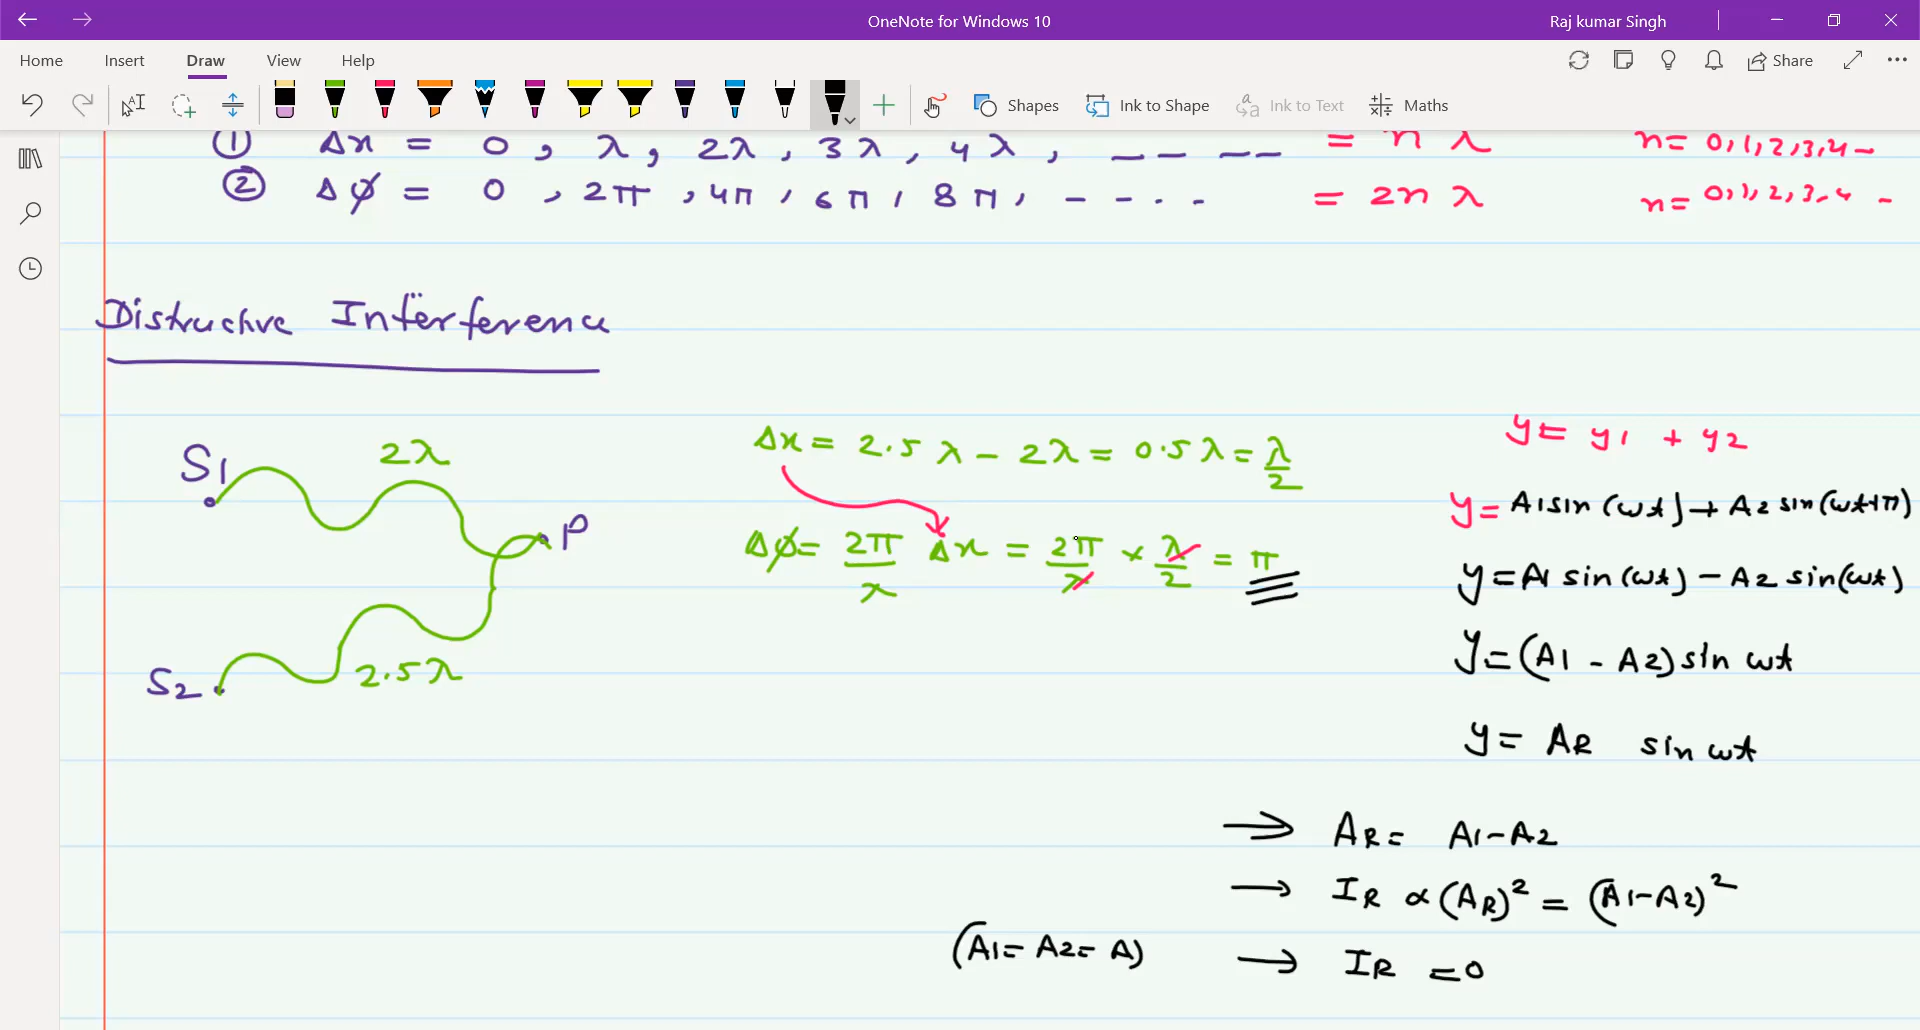 OneNote for Windows 10
Raj kumar Singh
Home Insert Draw View Help
Share
Shapes Ink to Shape Ink to Text Maths
① Δx = 0, λ, 2λ, 3λ, 4λ, ---- = n λ n= 0,1,2,3,4-
② Δφ = 0, 2π, 4π, 6π, 8π, ---- = 2n λ n= 0,1,2,3,4 -
Distructive Interference
S1 2λ
P
S2 2.5λ
Δx = 2.5 λ - 2λ = 0.5 λ = λ/2
Δφ = 2π/λ Δx = 2π/λ × λ/2 = π
y = y1 + y2
y = A1 sin (ωt) + A2 sin(ωt+π)
y = A1 sin(ωt) - A2 sin(ωt)
y = (A1 - A2) sin ωt
y = AR sin ωt
⇒ AR = A1-A2
→ IR ∝ (AR)² = (A1-A2)²
(A1 = A2 = A) → IR = 0